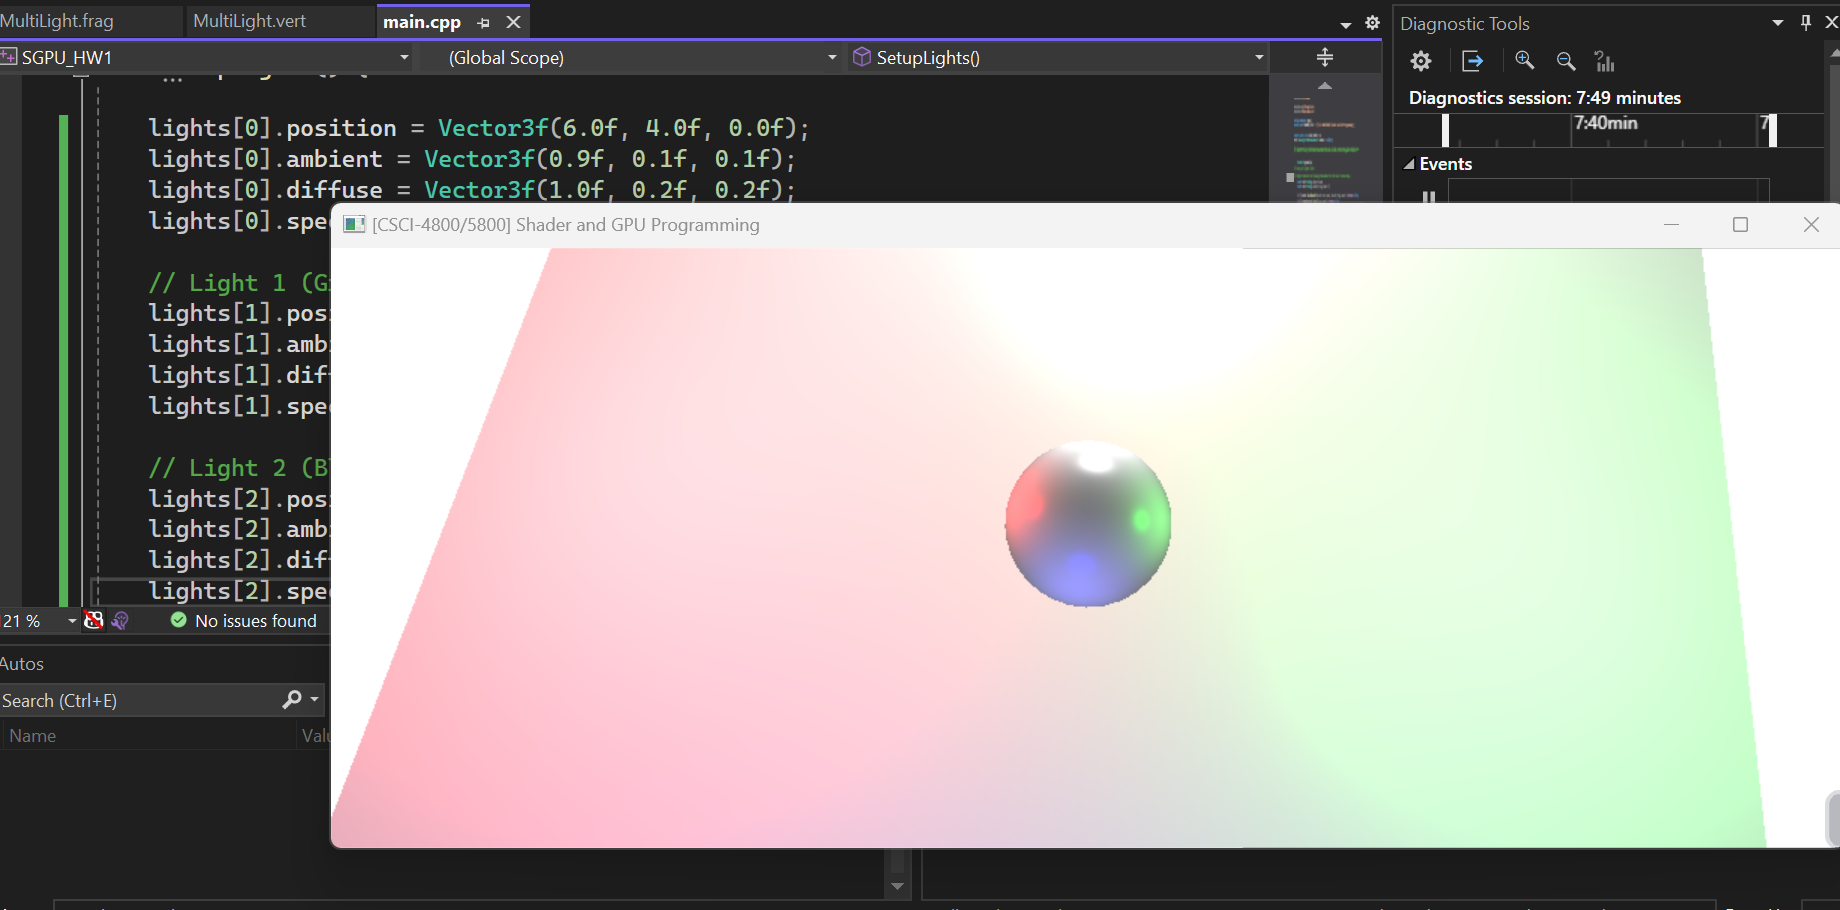 MultiLight.frag MultiLight.vert main.cpp
Diagnostic Tools
SGPU_HW1 (Global Scope) SetupLights()
Diagnostics session: 7:49 minutes
7:40min 7
Events
lights[0].position = Vector3f(6.0f, 4.0f, 0.0f);
lights[0].ambient = Vector3f(0.9f, 0.1f, 0.1f);
lights[0].diffuse = Vector3f(1.0f, 0.2f, 0.2f);
lights[0].spe
[CSCI-4800/5800] Shader and GPU Programming
// Light 1 (G
lights[1].pos
lights[1].amb
lights[1].dif
lights[1].spe
// Light 2 (B
lights[2].pos
lights[2].amb
lights[2].dif
lights[2].spe
21 % No issues found
Autos
Search (Ctrl+E)
Name Val